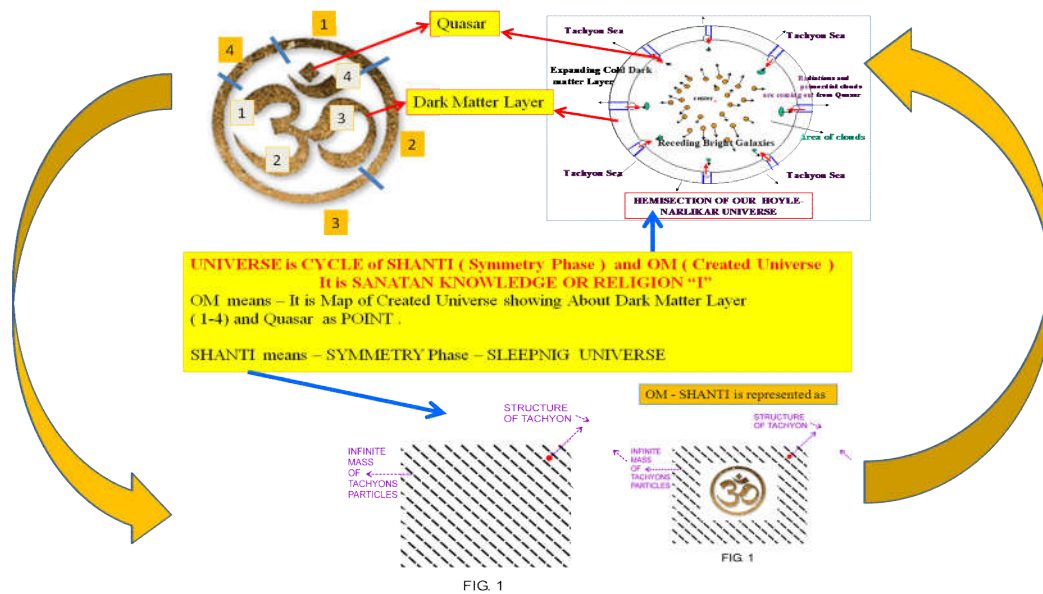 1
Quasar
4
4
1
3
Dark Matter Layer
2
2
3
Tachyon Sea
Tachyon Sea
Expanding Cold Dark
matter Layer
Radiations and
primordial clouds
are coming out from Quasar
center
Area of clouds
Receding Bright Galaxies
Tachyon Sea
Tachyon Sea
HEMISECTION OF OUR HOYLE-
NARLIKAR UNIVERSE
UNIVERSE is CYCLE of SHANTI ( Symmetry Phase ) and OM ( Created Universe )
It is SANATAN KNOWLEDGE OR RELIGION “I”
OM means – It is Map of Created Universe showing About Dark Matter Layer
( 1-4) and Quasar as POINT .
SHANTI means – SYMMETRY Phase – SLEEPNIG UNIVERSE
OM - SHANTI is represented as
STRUCTURE
OF TACHYON
INFINITE
MASS
OF
TACHYONS
PARTICLES
FIG. 1
STRUCTURE
OF TACHYON
INFINITE
MASS
OF
TACHYONS
PARTICLES
ॐ
FIG. 1